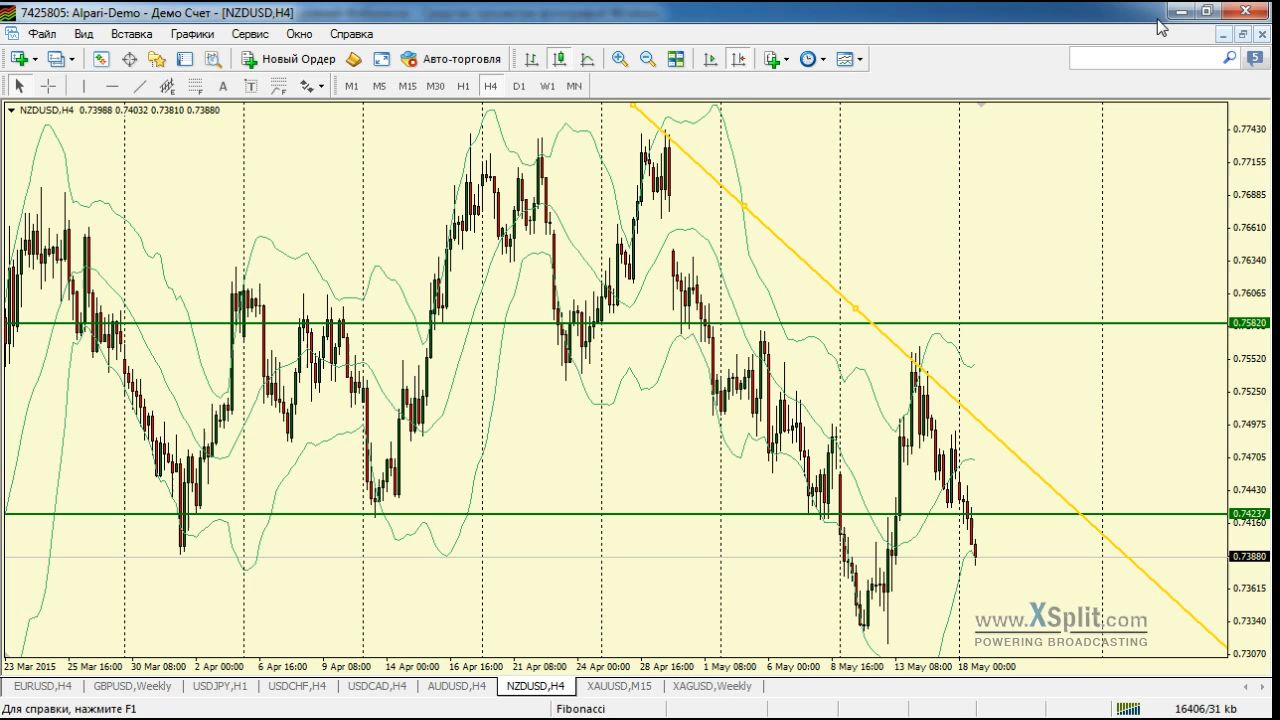 7425805: Alpari-Demo - Демо Счет - [NZDUSD,H4]
Файл Вид Вставка Графики Сервис Окно Справка
Новый Ордер Авто-торговля 5
A T F M1 M5 M15 M30 H1 H4 D1 W1 MN
NZDUSD,H4 0.73988 0.74032 0.73810 0.73880
0.77430
0.77155
0.76885
0.76610
0.76340
0.76065
0.75820
0.75520
0.75250
0.74975
0.74705
0.74430
0.74237
0.74160
0.73880
0.73615
0.73340
0.73070
www.XSplit.com
POWERING BROADCASTING
23 Mar 2015 25 Mar 16:00 30 Mar 08:00 2 Apr 00:00 6 Apr 16:00 9 Apr 08:00 14 Apr 00:00 16 Apr 16:00 21 Apr 08:00 24 Apr 00:00 28 Apr 16:00 1 May 08:00 6 May 00:00 8 May 16:00 13 May 08:00 18 May 00:00
EURUSD,H4 GBPUSD,Weekly USDJPY,H1 USDCHF,H4 USDCAD,H4 AUDUSD,H4 NZDUSD,H4 XAUUSD,M15 XAGUSD,Weekly
Для справки, нажмите F1 Fibonacci 16406/31 kb